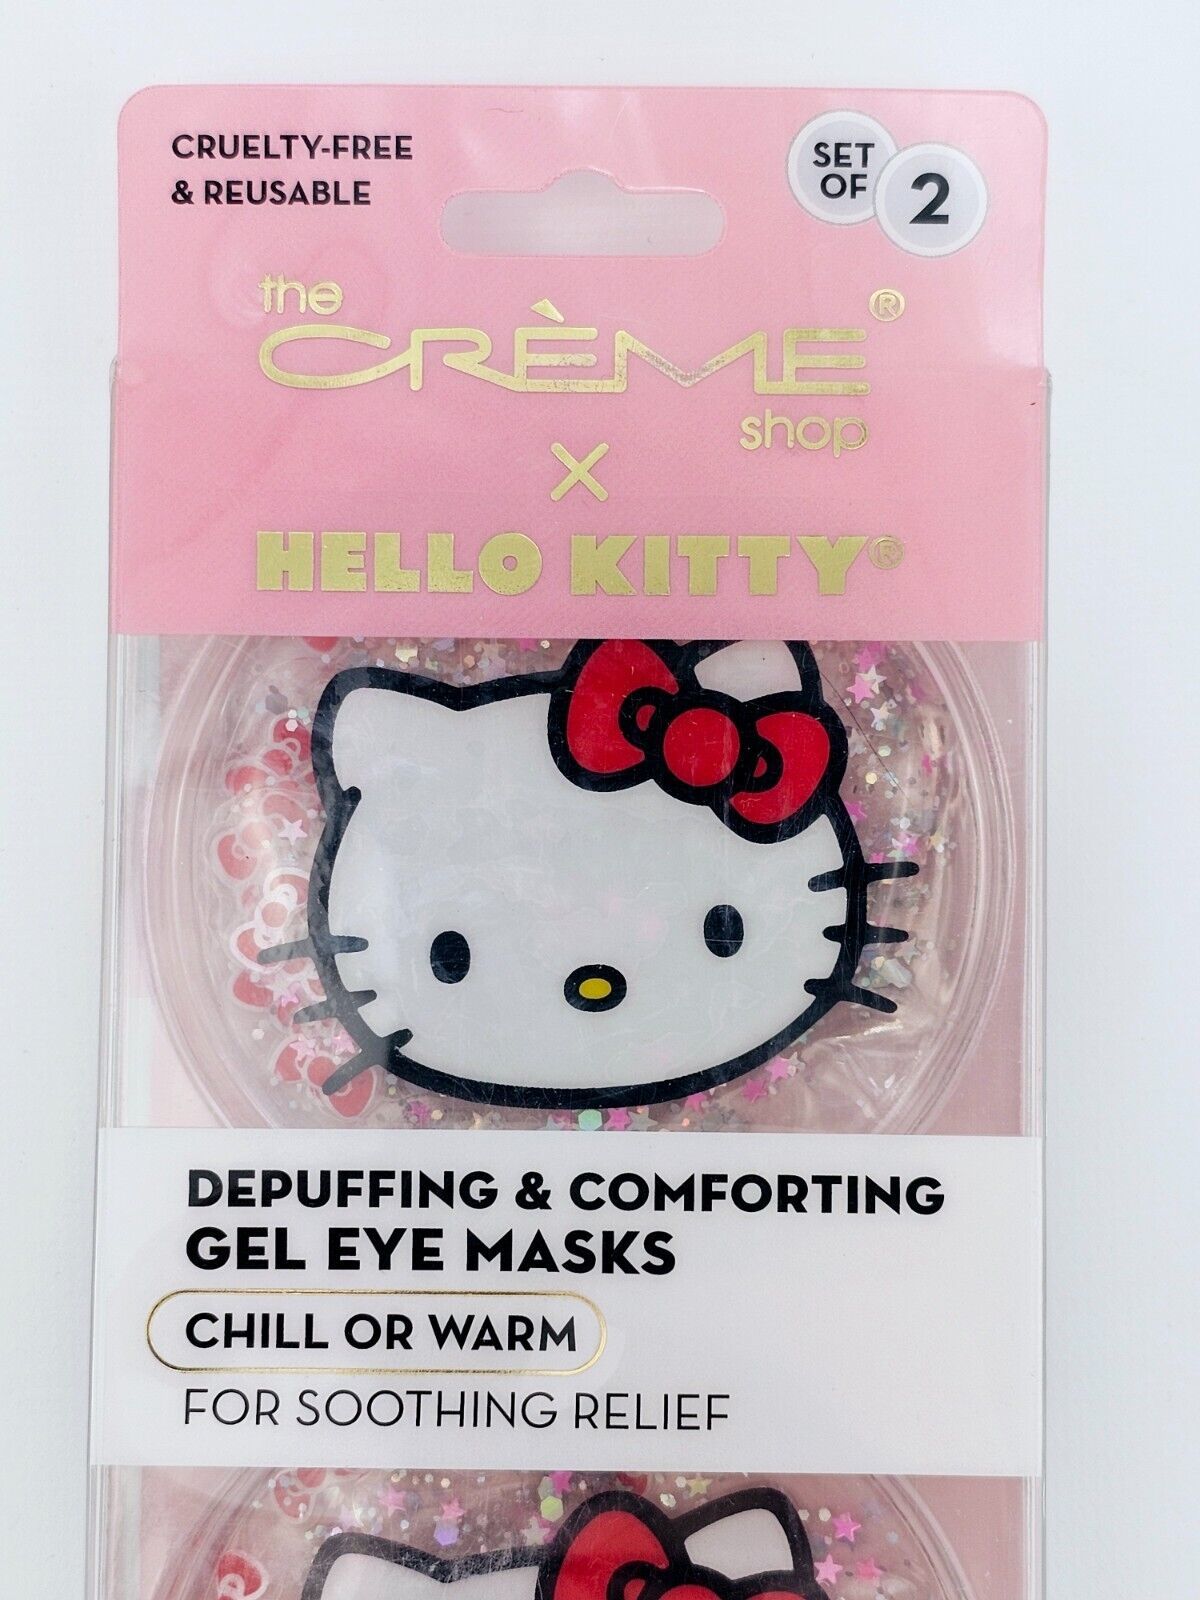 CRUELTY-FREE
& REUSABLE
SET
OF
2
the
CRÈME®
shop
×
HELLO KITTY®
DEPUFFING & COMFORTING
GEL EYE MASKS
CHILL OR WARM
FOR SOOTHING RELIEF